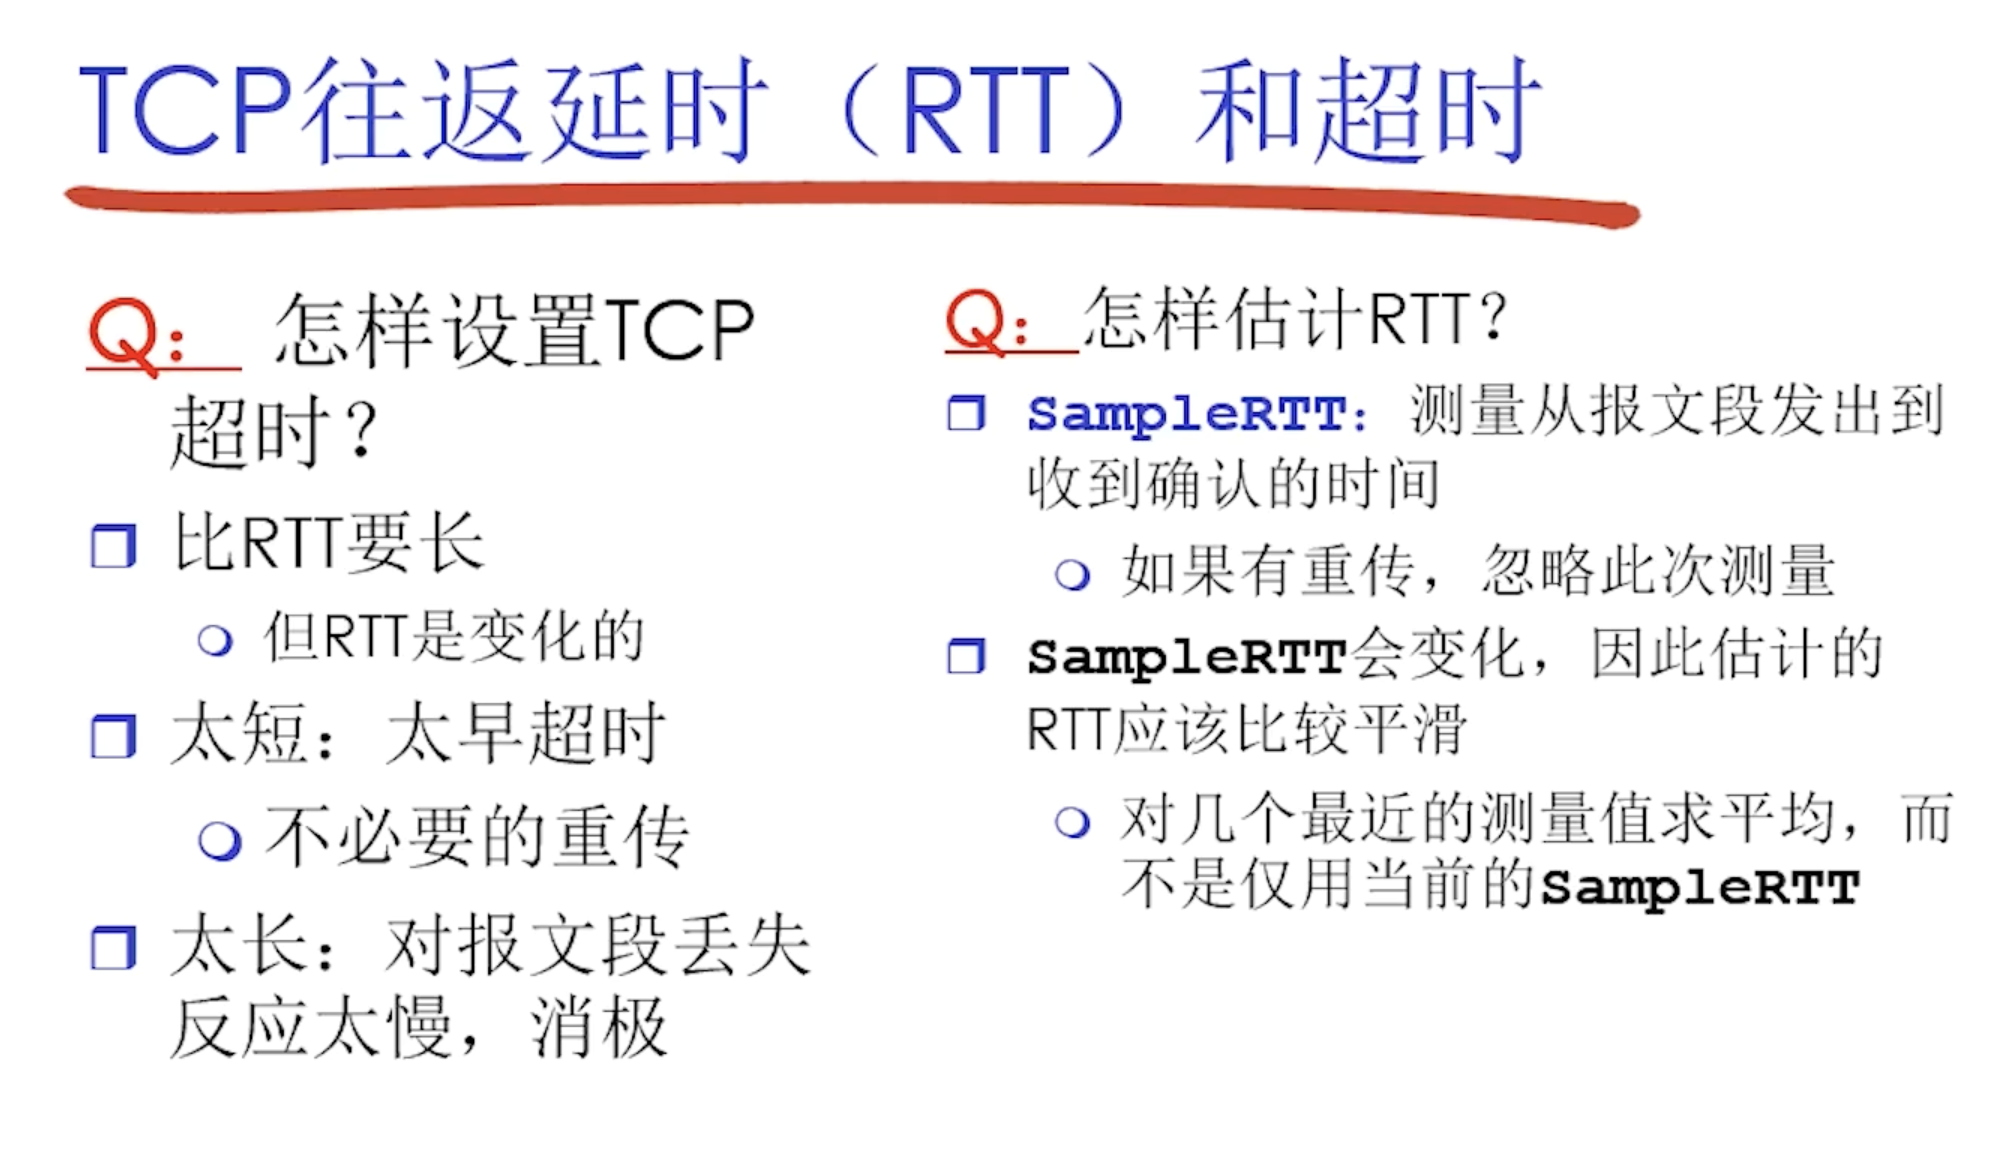 TCP往返延时（RTT）和超时
Q： 怎样设置TCP
超时？
比RTT要长
但RTT是变化的
太短：太早超时
不必要的重传
太长：对报文段丢失
反应太慢，消极
Q：怎样估计RTT？
SampleRTT：测量从报文段发出到
收到确认的时间
如果有重传，忽略此次测量
SampleRTT会变化，因此估计的
RTT应该比较平滑
对几个最近的测量值求平均，而
不是仅用当前的SampleRTT